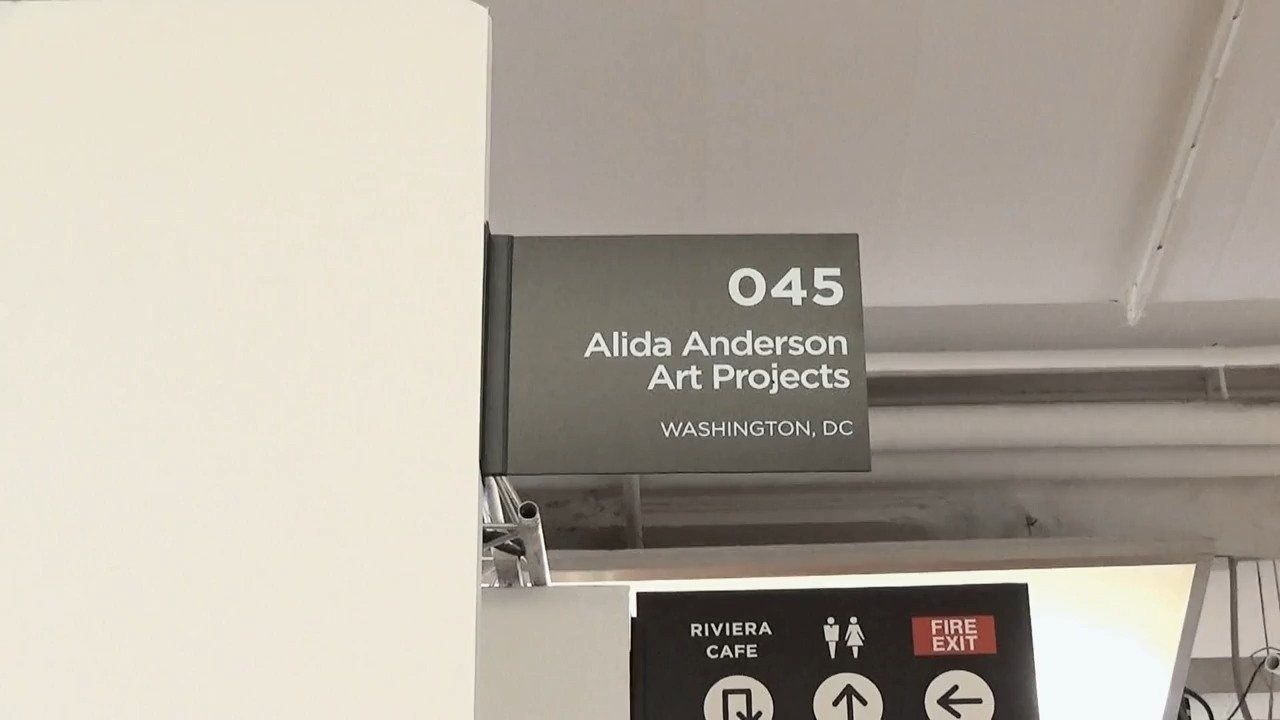 045
Alida Anderson
Art Projects
WASHINGTON, DC
RIVIERA
CAFE
FIRE
EXIT